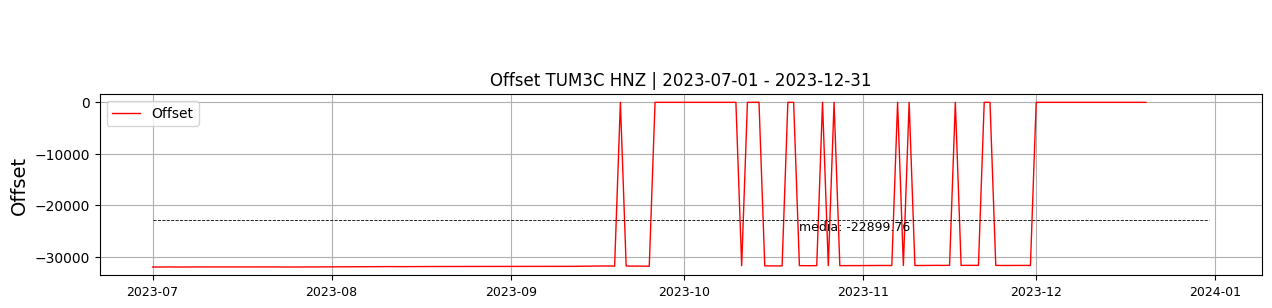 Offset TUM3C HNZ | 2023-07-01 - 2023-12-31
Offset
Offset
0
−10000
−20000
−30000
media: -22899.76
2023-07 2023-08 2023-09 2023-10 2023-11 2023-12 2024-01